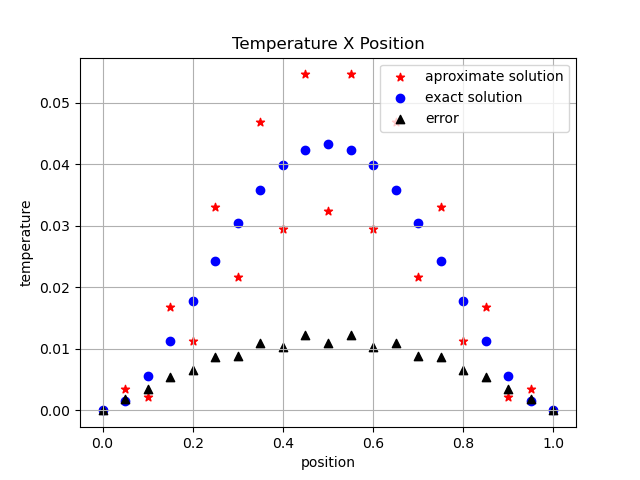 Temperature X Position
aproximate solution
exact solution
error
temperature
0.05
0.04
0.03
0.02
0.01
0.00
0.0 0.2 0.4 0.6 0.8 1.0
position